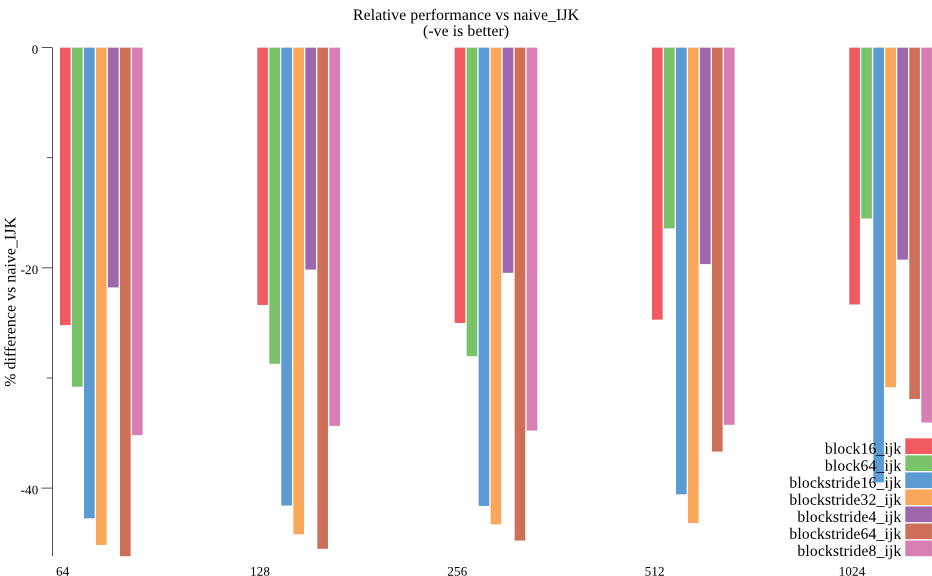 Relative performance vs naive_IJK
(-ve is better)
% difference vs naive_IJK
0
-20
-40
64
128
256
512
1024
block16_ijk
block64_ijk
blockstride16_ijk
blockstride32_ijk
blockstride4_ijk
blockstride64_ijk
blockstride8_ijk